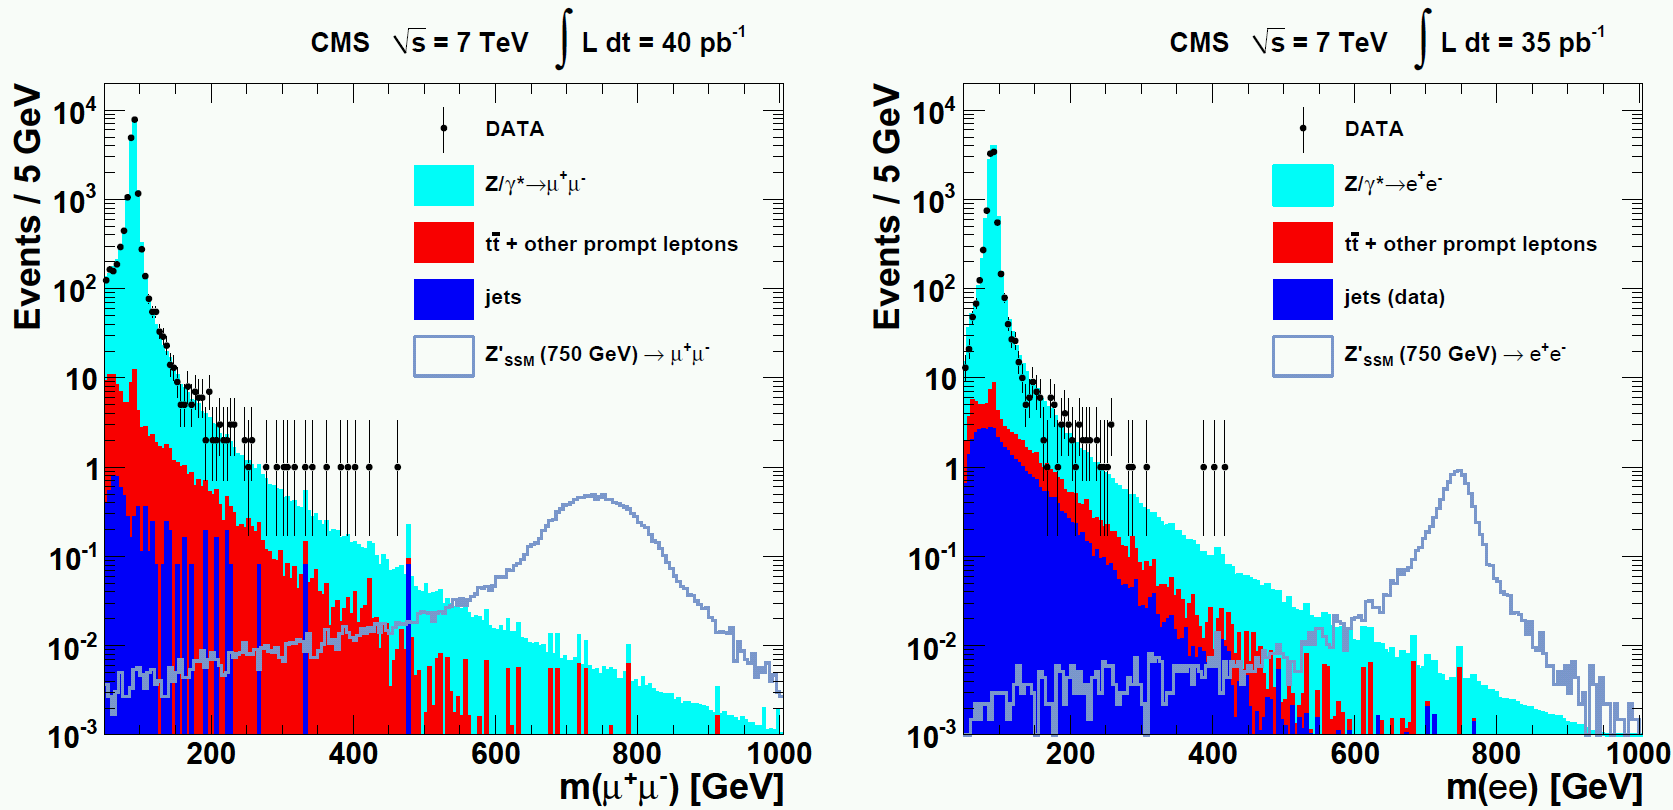 CMS √s = 7 TeV ∫ L dt = 40 pb⁻¹
Events / 5 GeV
10⁴
10³
10²
10
1
10⁻¹
10⁻²
10⁻³
DATA
Z/γ*→μ⁺μ⁻
tt̄ + other prompt leptons
jets
Z'SSM (750 GeV) → μ⁺μ⁻
200 400 600 800 1000
m(μ⁺μ⁻) [GeV]
CMS √s = 7 TeV ∫ L dt = 35 pb⁻¹
Events / 5 GeV
10⁴
10³
10²
10
1
10⁻¹
10⁻²
10⁻³
DATA
Z/γ*→e⁺e⁻
tt̄ + other prompt leptons
jets (data)
Z'SSM (750 GeV) → e⁺e⁻
200 400 600 800 1000
m(ee) [GeV]